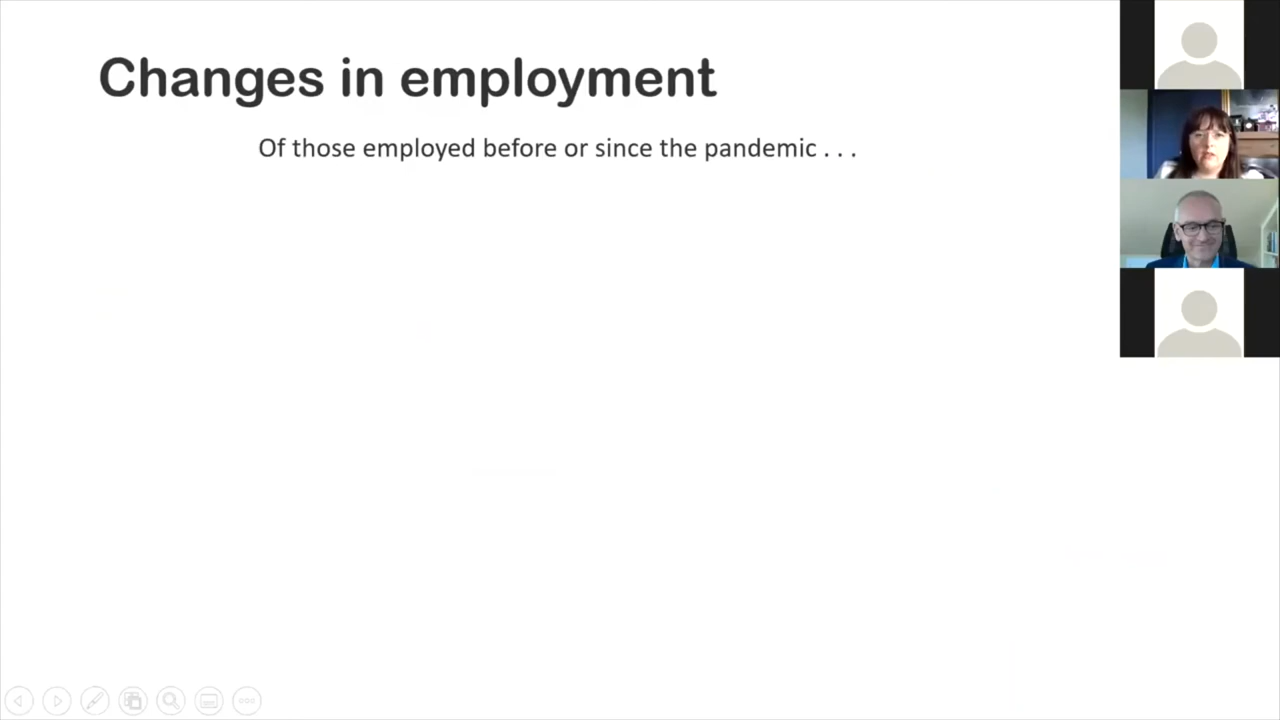 Changes in employment
Of those employed before or since the pandemic . . .